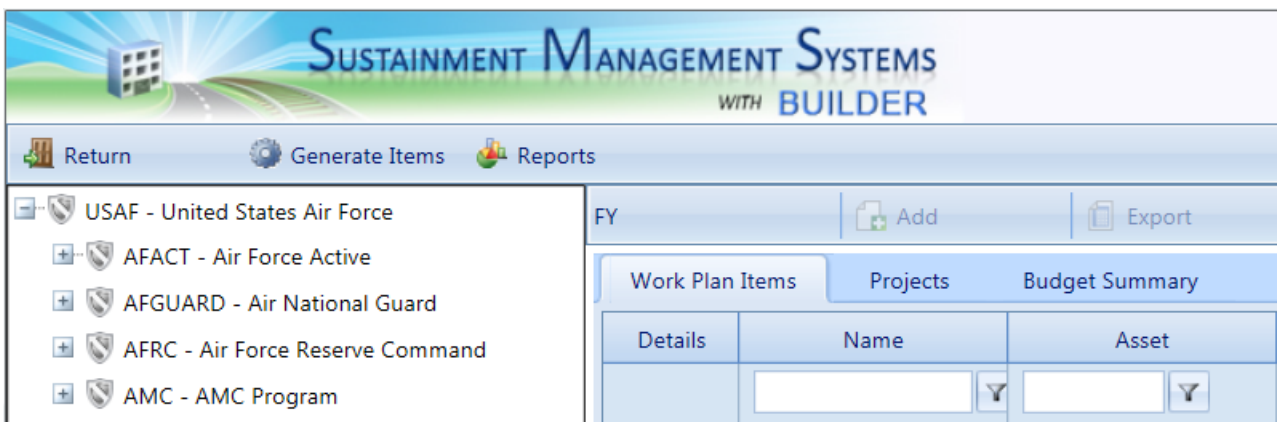 SUSTAINMENT MANAGEMENT SYSTEMS
WITH BUILDER
Return Generate Items Reports
USAF - United States Air Force
AFACT - Air Force Active
AFGUARD - Air National Guard
AFRC - Air Force Reserve Command
AMC - AMC Program
FY Add Export
Work Plan Items Projects Budget Summary
Details Name Asset